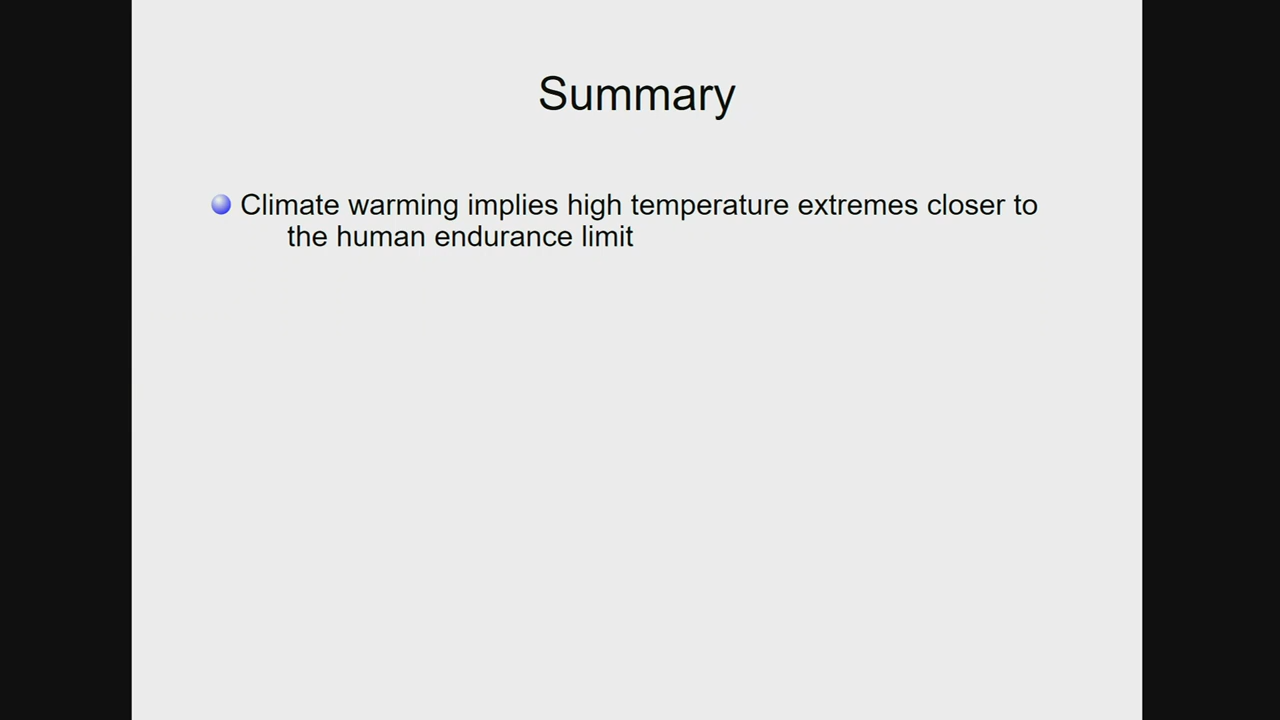 Summary
Climate warming implies high temperature extremes closer to
the human endurance limit